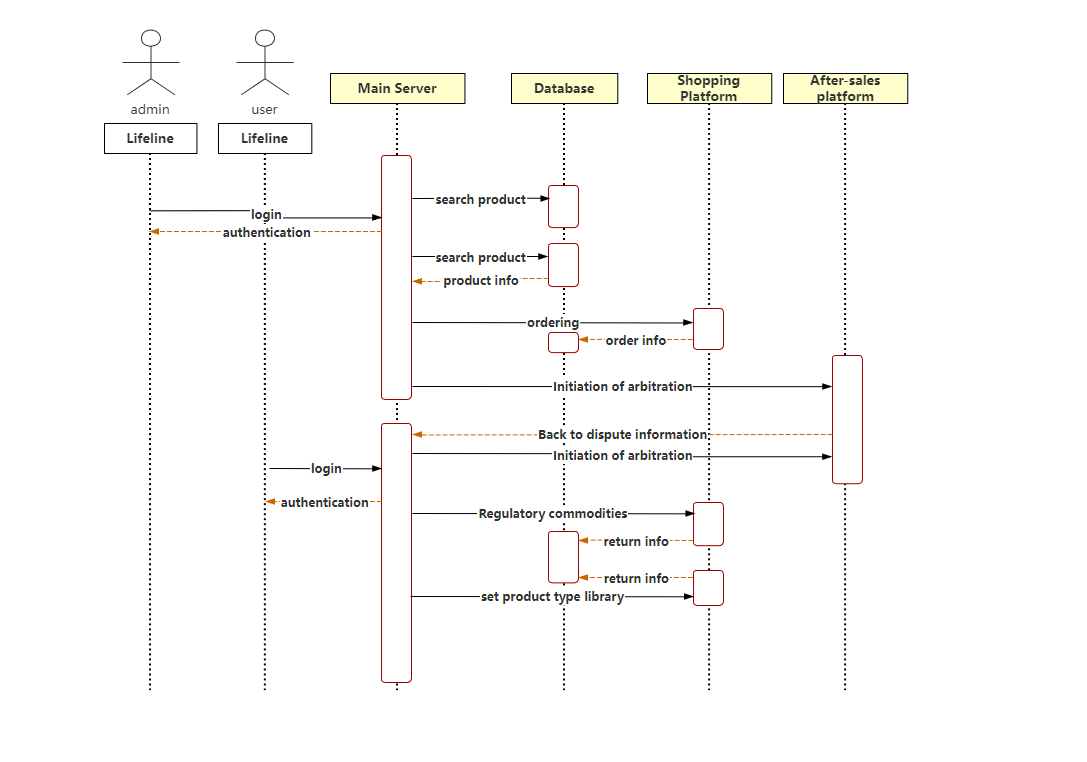 admin
user
Lifeline
Lifeline
Main Server
Database
Shopping
Platform
After-sales
platform
search product
login
authentication
search product
product info
ordering
order info
Initiation of arbitration
Back to dispute information
Initiation of arbitration
login
authentication
Regulatory commodities
return info
return info
set product type library